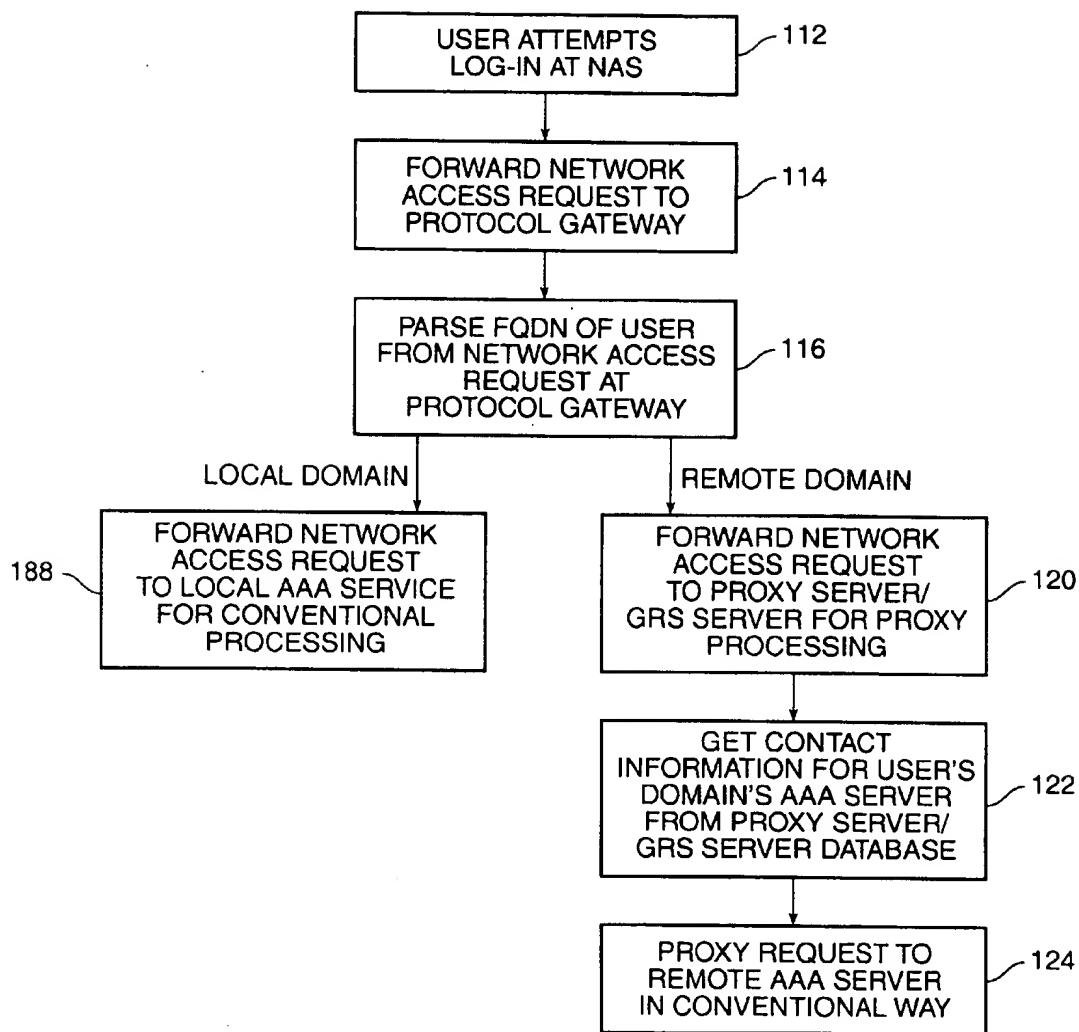 USER ATTEMPTS
LOG-IN AT NAS
112
FORWARD NETWORK
ACCESS REQUEST TO
PROTOCOL GATEWAY
114
PARSE FQDN OF USER
FROM NETWORK ACCESS
REQUEST AT
PROTOCOL GATEWAY
116
LOCAL DOMAIN
REMOTE DOMAIN
FORWARD NETWORK
ACCESS REQUEST
TO LOCAL AAA SERVICE
FOR CONVENTIONAL
PROCESSING
188
FORWARD NETWORK
ACCESS REQUEST
TO PROXY SERVER/
GRS SERVER FOR PROXY
PROCESSING
120
GET CONTACT
INFORMATION FOR USER'S
DOMAIN'S AAA SERVER
FROM PROXY SERVER/
GRS SERVER DATABASE
122
PROXY REQUEST TO
REMOTE AAA SERVER
IN CONVENTIONAL WAY
124